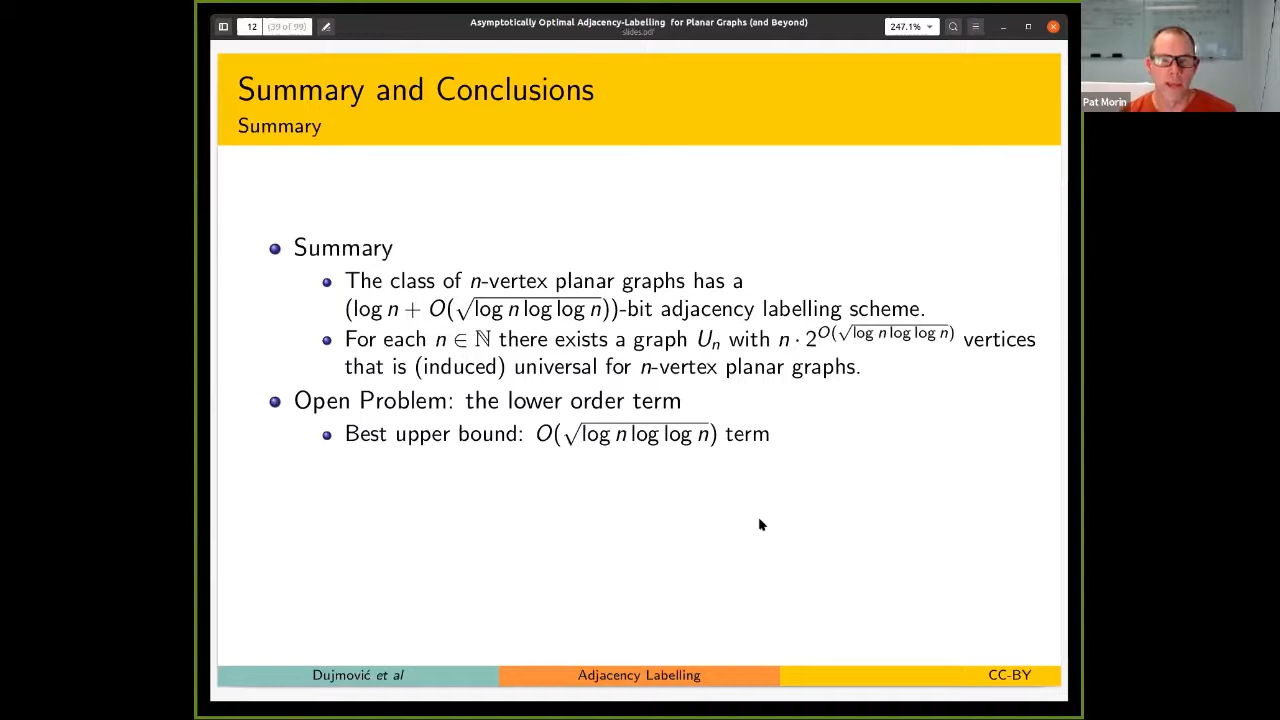 12 (39 of 99)
Asymptotically Optimal Adjacency-Labelling for Planar Graphs (and Beyond)
slides.pdf
247.1%
Pat Morin
Summary and Conclusions
Summary
Summary
The class of n-vertex planar graphs has a
(log n + O(√log n log log n))-bit adjacency labelling scheme.
For each n ∈ ℕ there exists a graph Uₙ with n · 2^O(√log n log log n) vertices
that is (induced) universal for n-vertex planar graphs.
Open Problem: the lower order term
Best upper bound: O(√log n log log n) term
Dujmović et al
Adjacency Labelling
CC-BY